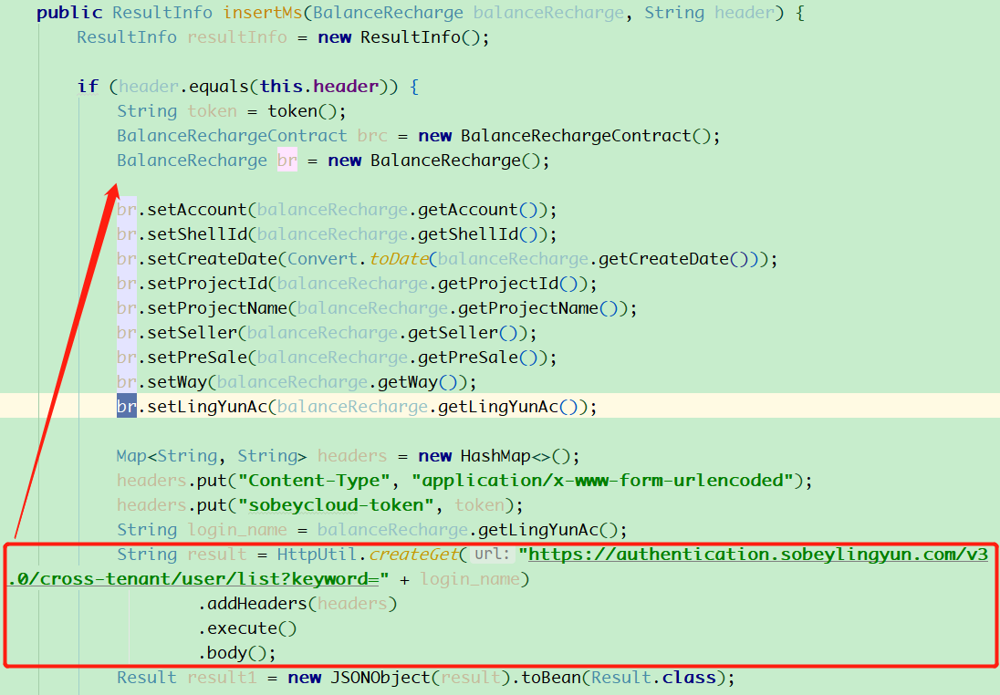 public ResultInfo insertMs(BalanceRecharge balanceRecharge, String header) {
ResultInfo resultInfo = new ResultInfo();
if (header.equals(this.header)) {
String token = token();
BalanceRechargeContract brc = new BalanceRechargeContract();
BalanceRecharge br = new BalanceRecharge();
br.setAccount(balanceRecharge.getAccount());
br.setShellId(balanceRecharge.getShellId());
br.setCreateDate(Convert.toDate(balanceRecharge.getCreateDate()));
br.setProjectId(balanceRecharge.getProjectId());
br.setProjectName(balanceRecharge.getProjectName());
br.setSeller(balanceRecharge.getSeller());
br.setPreSale(balanceRecharge.getPreSale());
br.setWay(balanceRecharge.getWay());
br.setLingYunAc(balanceRecharge.getLingYunAc());
Map<String, String> headers = new HashMap<>();
headers.put("Content-Type", "application/x-www-form-urlencoded");
headers.put("sobeycloud-token", token);
String login_name = balanceRecharge.getLingYunAc();
String result = HttpUtil.createGet( url: "https://authentication.sobeylingyun.com/v3
.0/cross-tenant/user/list?keyword=" + login_name)
.addHeaders(headers)
.execute()
.body();
Result result1 = new JSONObject(result).toBean(Result.class);